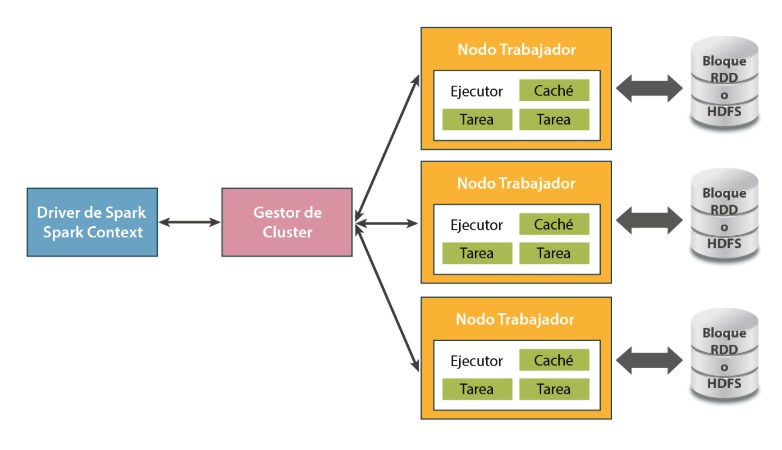 Driver de Spark
Spark Context
Gestor de
Cluster
Nodo Trabajador
Ejecutor
Caché
Tarea
Tarea
Bloque
RDD
o
HDFS
Nodo Trabajador
Ejecutor
Caché
Tarea
Tarea
Bloque
RDD
o
HDFS
Nodo Trabajador
Ejecutor
Caché
Tarea
Tarea
Bloque
RDD
o
HDFS